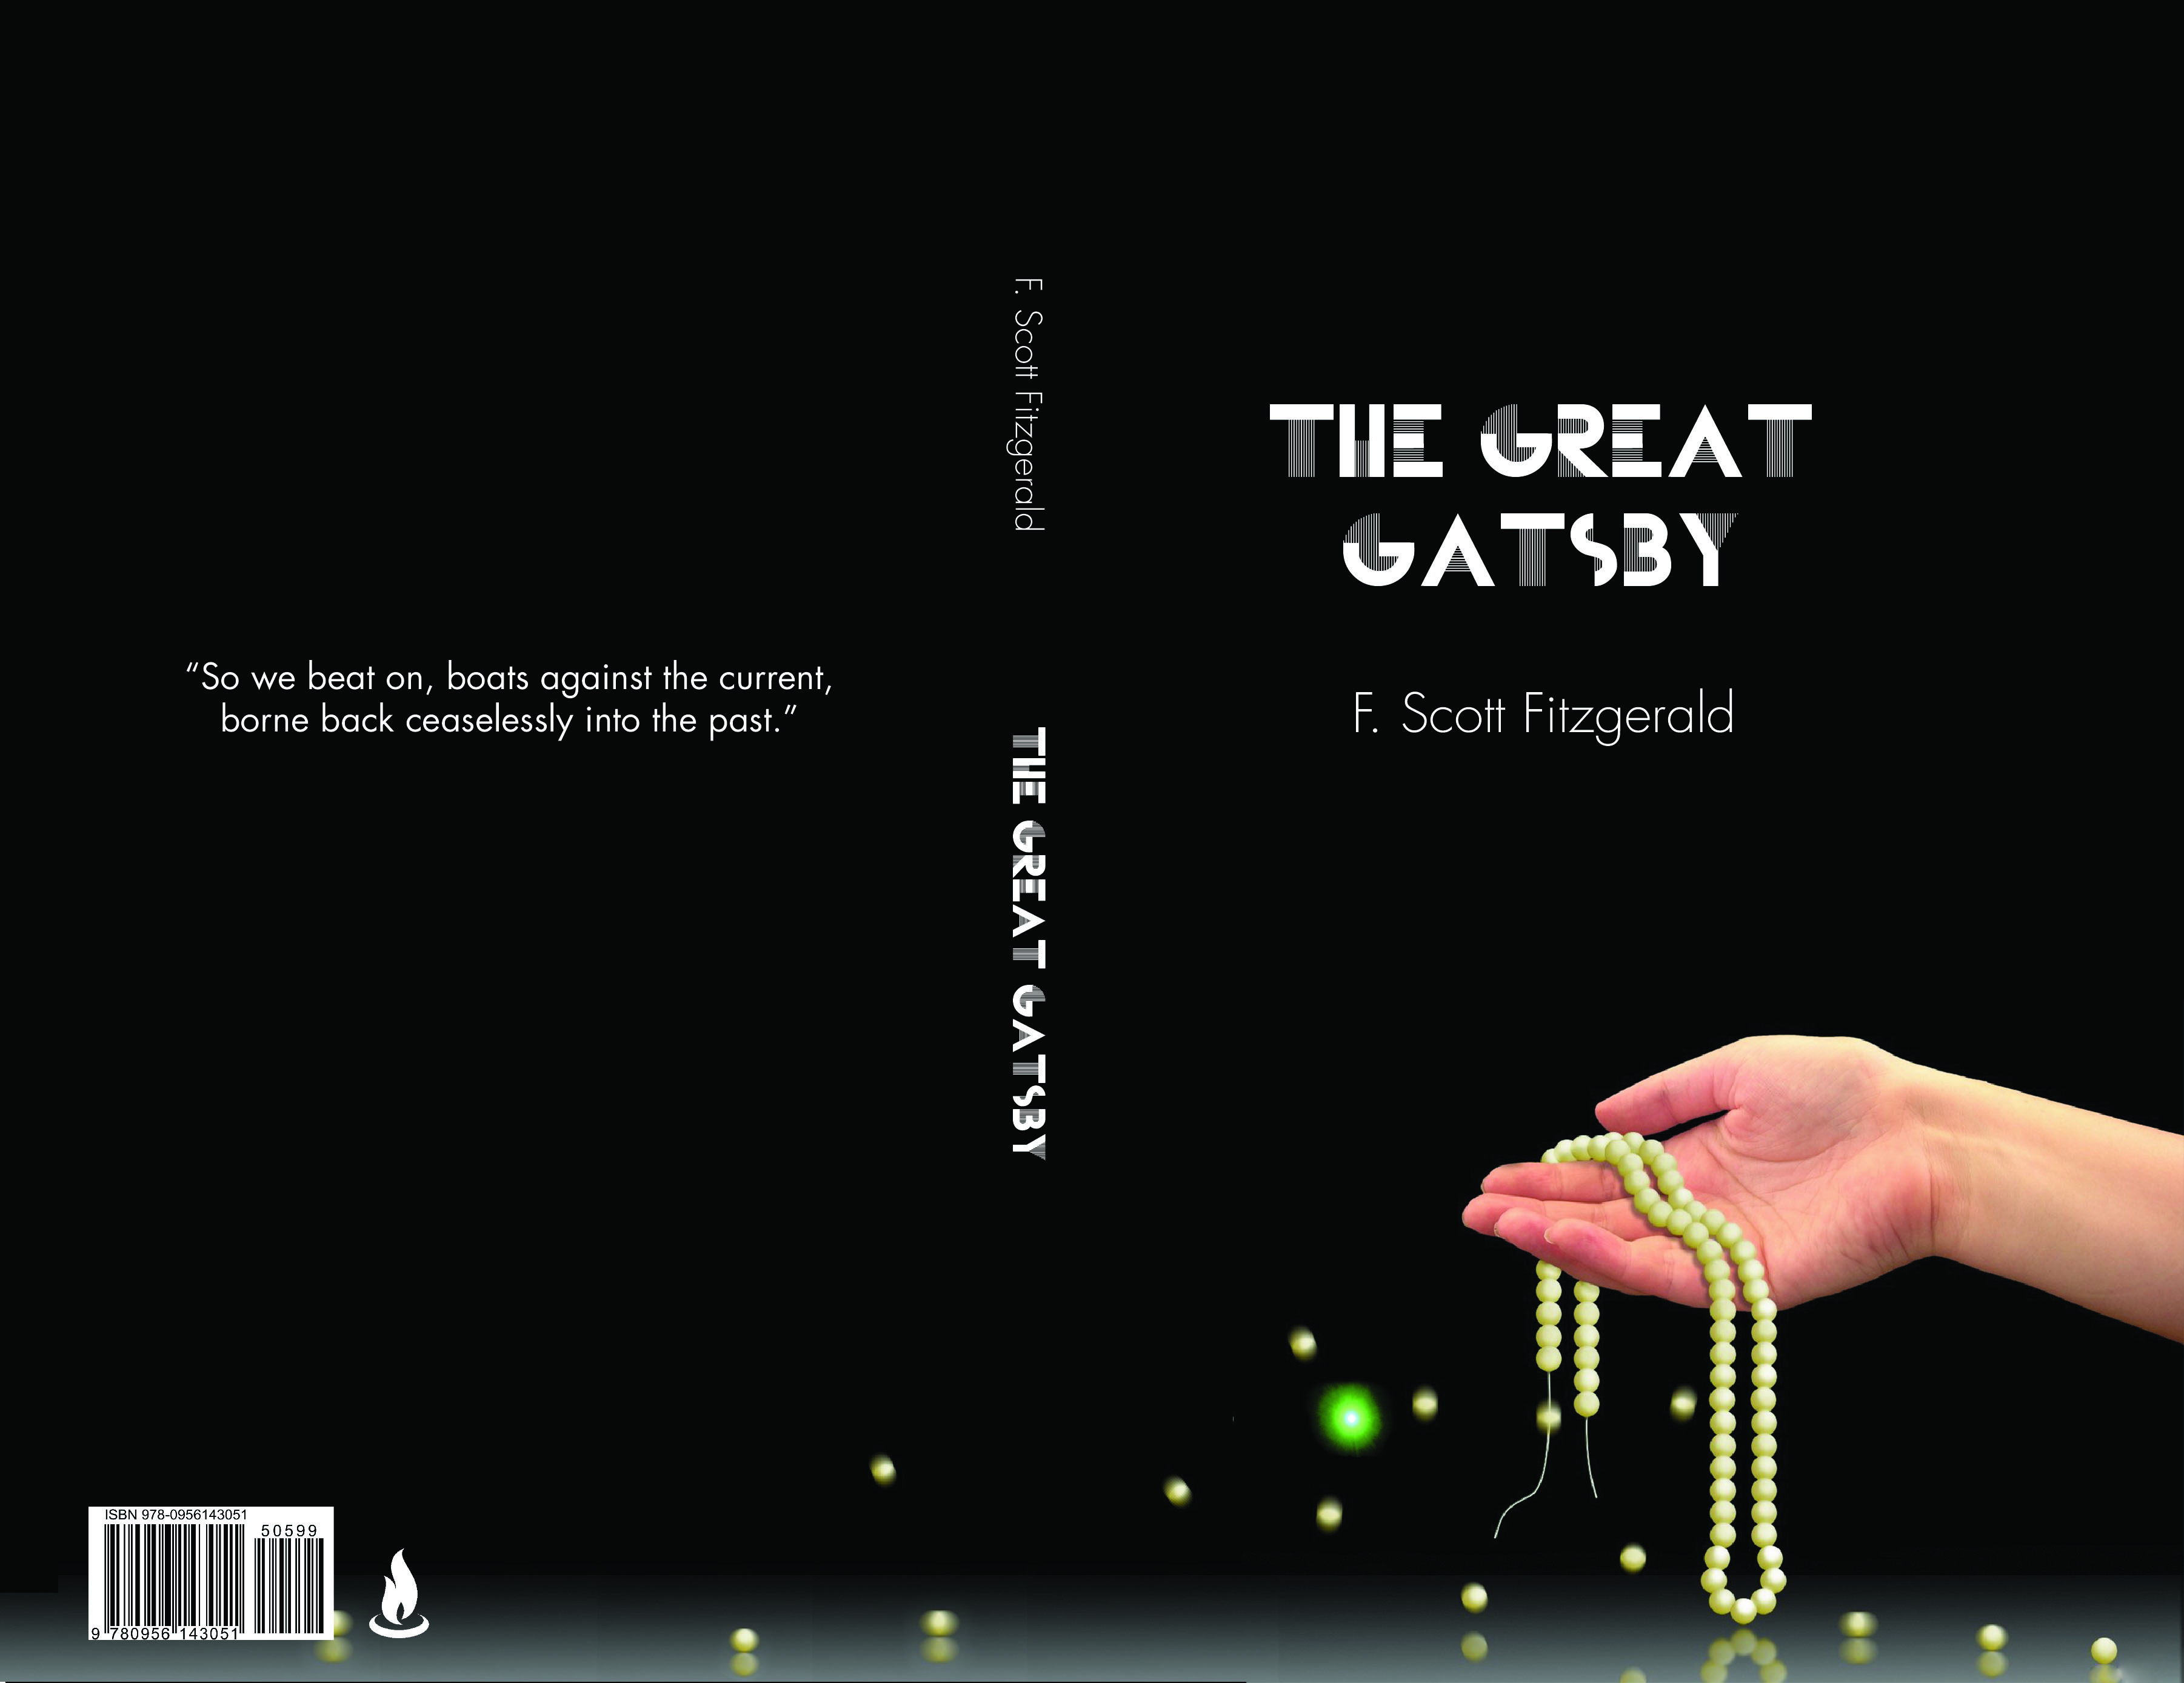 “So we beat on, boats against the current,
borne back ceaselessly into the past.”
ISBN 978-0956143051
50599
9 780956 143051
F. Scott Fitzgerald
THE GREAT GATSBY
THE GREAT
GATSBY
F. Scott Fitzgerald